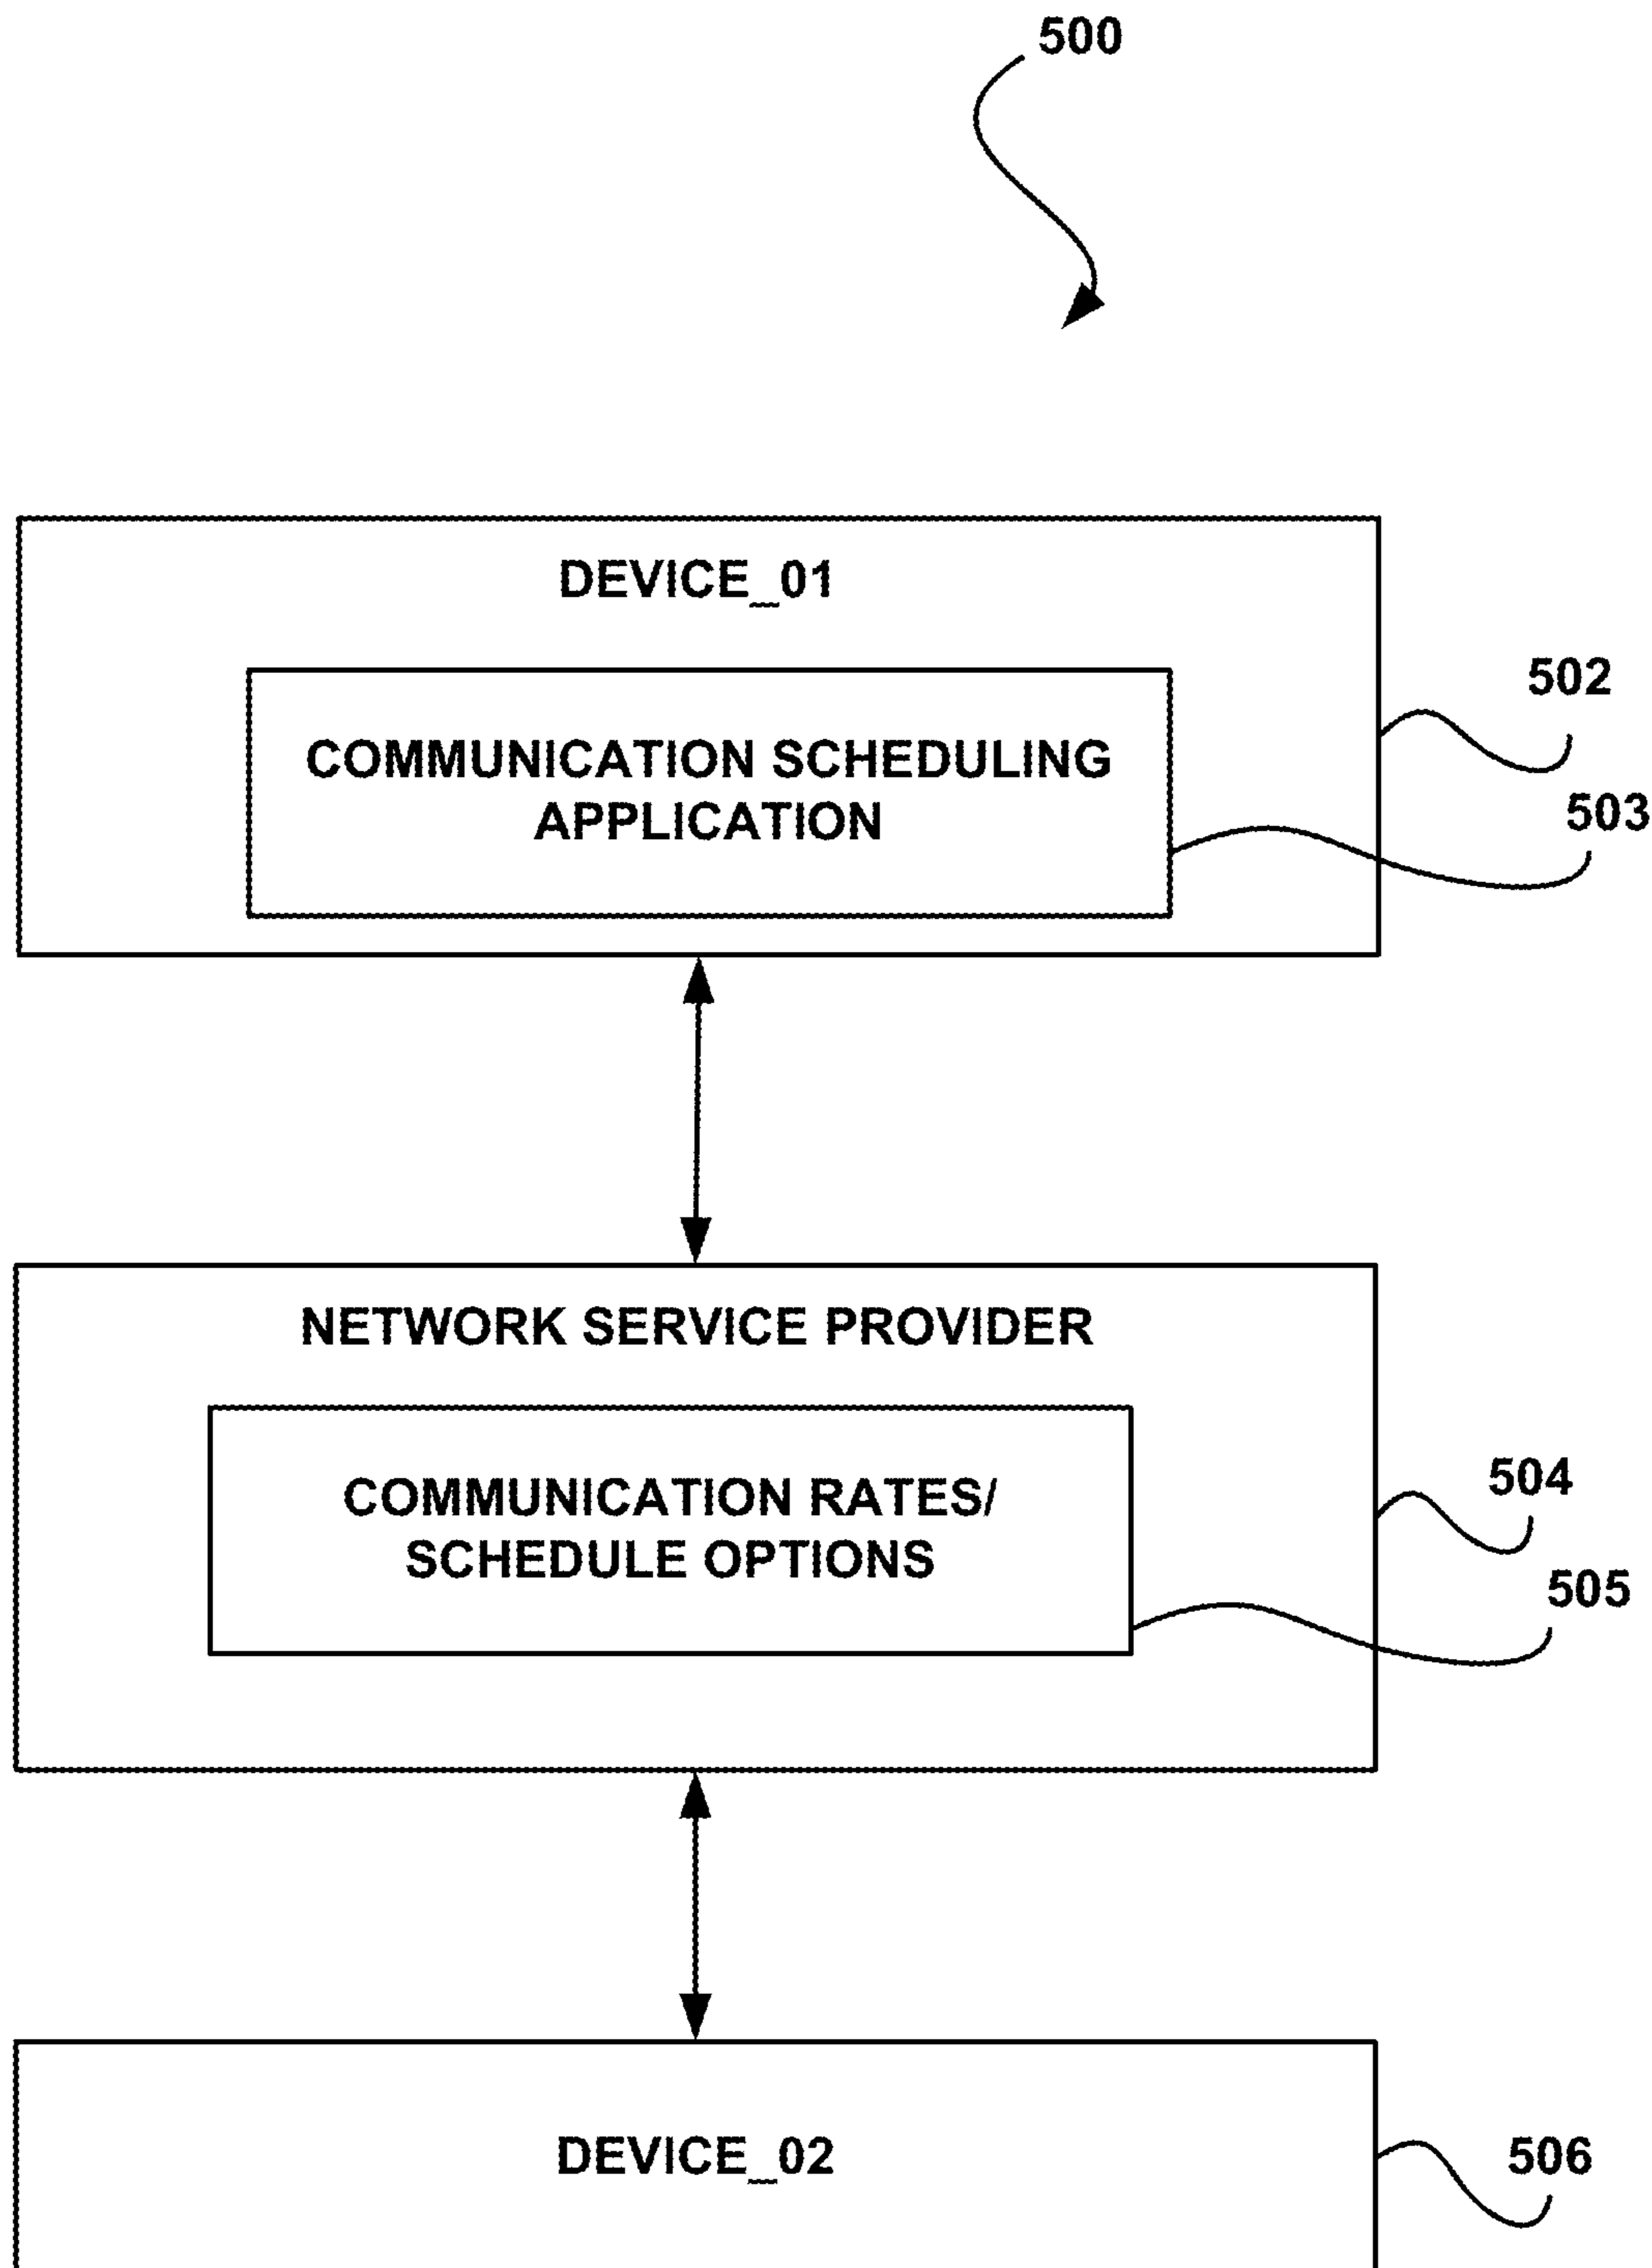 500
DEVICE_01
502
COMMUNICATION SCHEDULING
APPLICATION
503
NETWORK SERVICE PROVIDER
504
COMMUNICATION RATES/
SCHEDULE OPTIONS
505
DEVICE_02
506